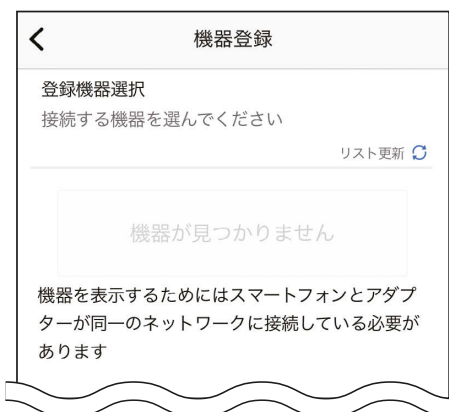 機器登録
登録機器選択
接続する機器を選んでください
リスト更新
機器が見つかりません
機器を表示するためにはスマートフォンとアダプ
ターが同一のネットワークに接続している必要が
あります